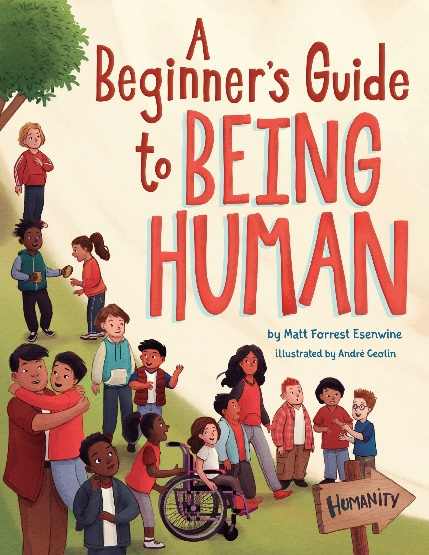 A
Beginner's Guide
to BEING
HUMAN
by Matt Forrest Esenwine
illustrated by André Ceolin
HUMANITY